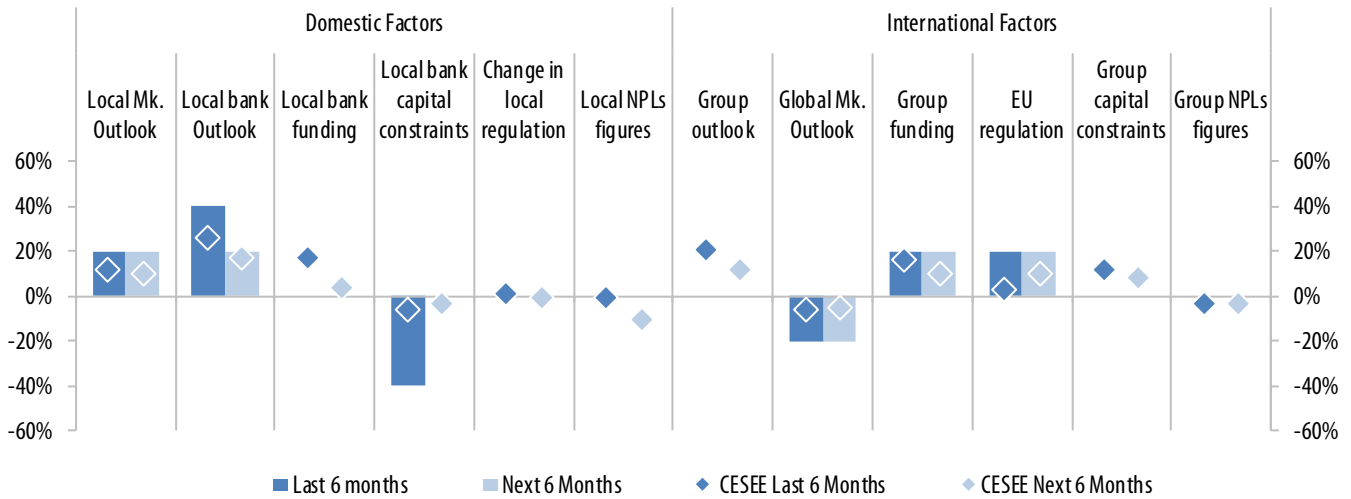 Domestic Factors
International Factors
Local Mk.
Outlook
Local bank
Outlook
Local bank
funding
Local bank
capital
constraints
Change in
local
regulation
Local NPLs
figures
Group
outlook
Global Mk.
Outlook
Group
funding
EU
regulation
Group
capital
constraints
Group NPLs
figures
60%
40%
20%
0%
-20%
-40%
-60%
60%
40%
20%
0%
-20%
-40%
-60%
Last 6 months
Next 6 Months
CESEE Last 6 Months
CESEE Next 6 Months